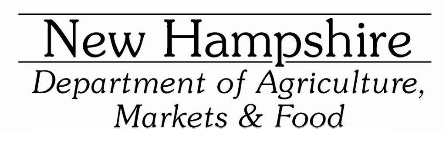 New Hampshire
Department of Agriculture,
Markets & Food